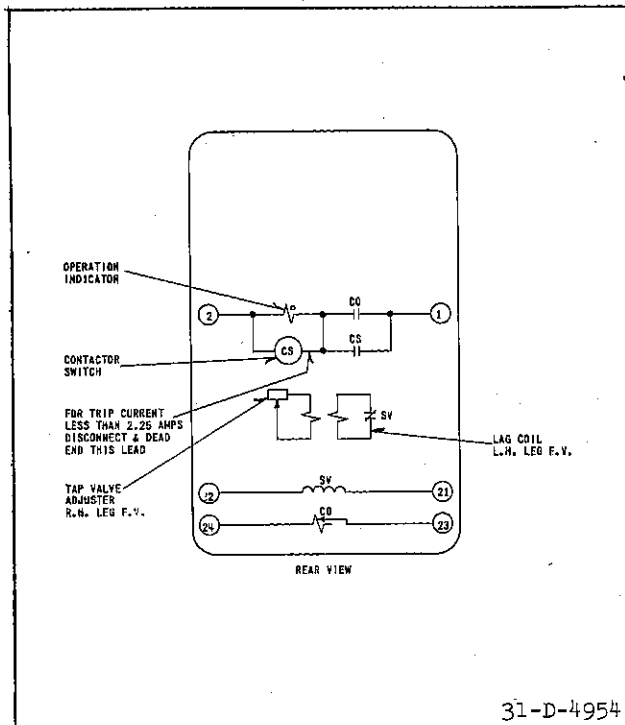 OPERATION
INDICATOR
CO
2
1
CS
CS
CONTACTOR
SWITCH
FOR TRIP CURRENT
LESS THAN 2.25 AMPS
DISCONNECT & DEAD
END THIS LEAD
SV
LAG COIL
L.H. LEG F.V.
TAP VALVE
ADJUSTER
R.H. LEG F.V.
22
SV
21
24
CO
23
REAR VIEW
31-D-4954